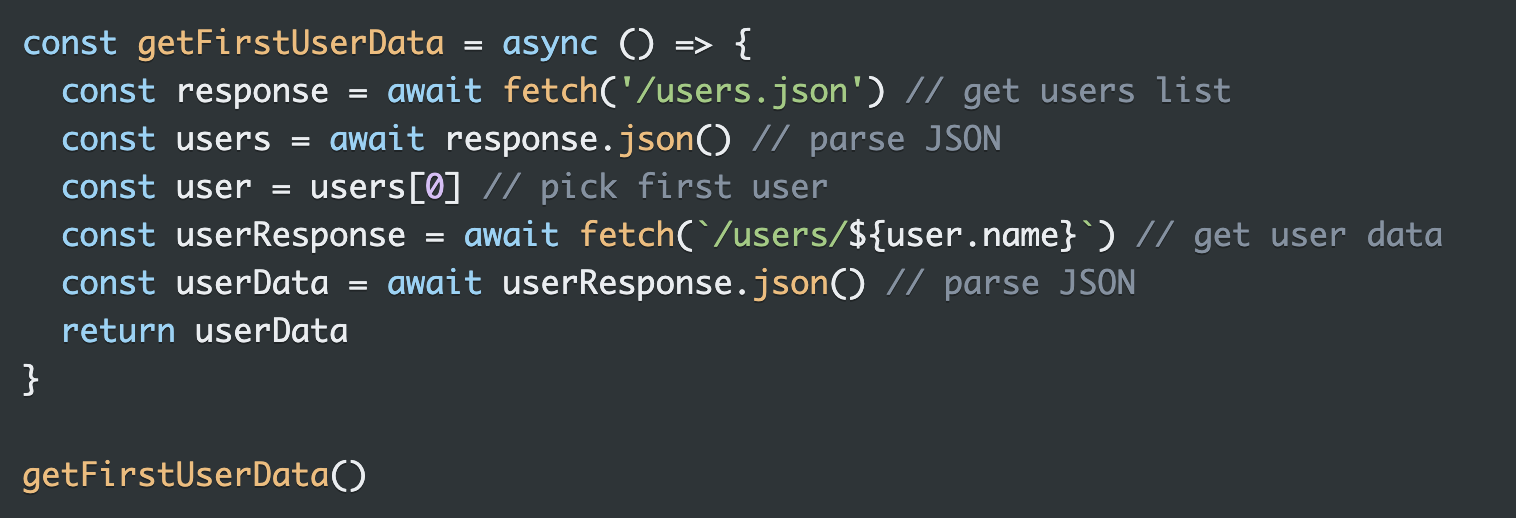 const getFirstUserData = async () => {
  const response = await fetch('/users.json') // get users list
  const users = await response.json() // parse JSON
  const user = users[0] // pick first user
  const userResponse = await fetch(`/users/${user.name}`) // get user data
  const userData = await userResponse.json() // parse JSON
  return userData
}

getFirstUserData()